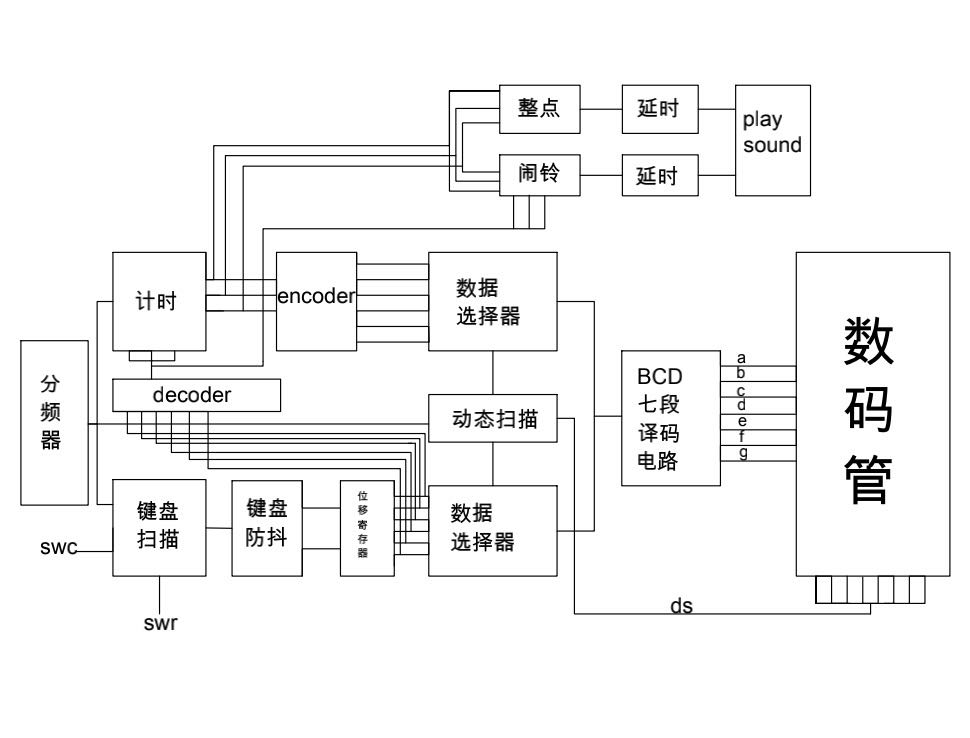 整点
延时
play
sound
闹铃
延时
计时
encoder
数据
选择器
数
码
管
分
频
器
decoder
动态扫描
BCD
七段
译码
电路
a
b
c
d
e
f
g
键盘
扫描
键盘
防抖
位
移
寄
存
器
数据
选择器
swc
swr
ds